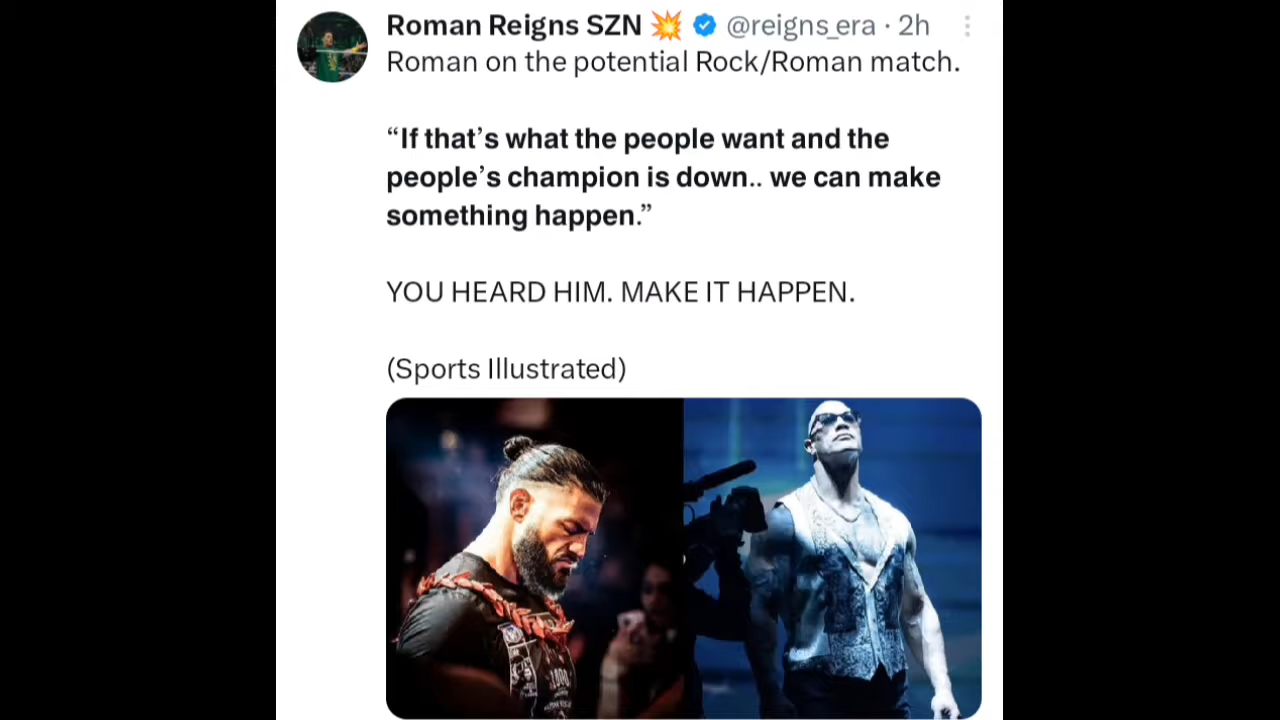 Roman Reigns SZN 💥 @reigns_era · 2h
Roman on the potential Rock/Roman match.
“If that’s what the people want and the
people’s champion is down.. we can make
something happen.”
YOU HEARD HIM. MAKE IT HAPPEN.
(Sports Illustrated)